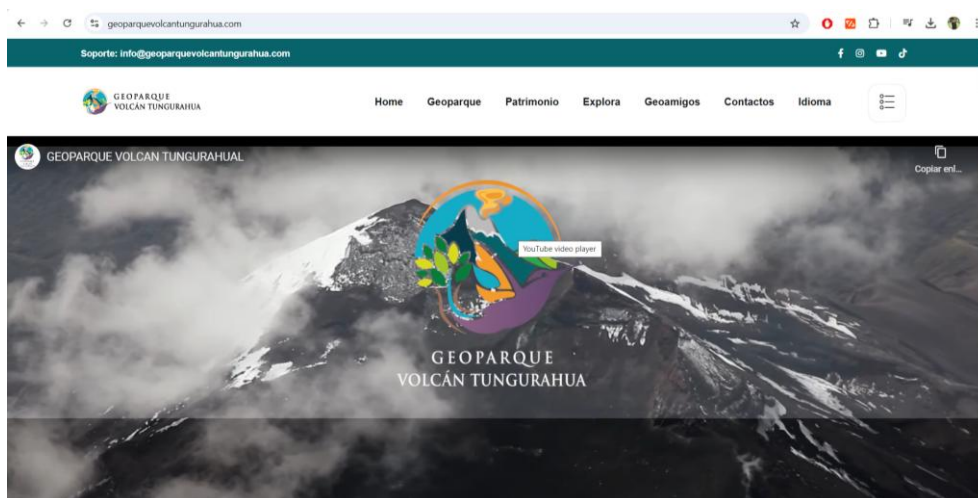 geoparquevolcantungurahua.com
Soporte: info@geoparquevolcantungurahua.com
GEOPARQUE
VOLCÁN TUNGURAHUA
Home Geoparque Patrimonio Explora Geoamigos Contactos Idioma
GEOPARQUE VOLCAN TUNGURAHUAL
Copiar enl...
YouTube video player
GEOPARQUE
VOLCÁN TUNGURAHUA